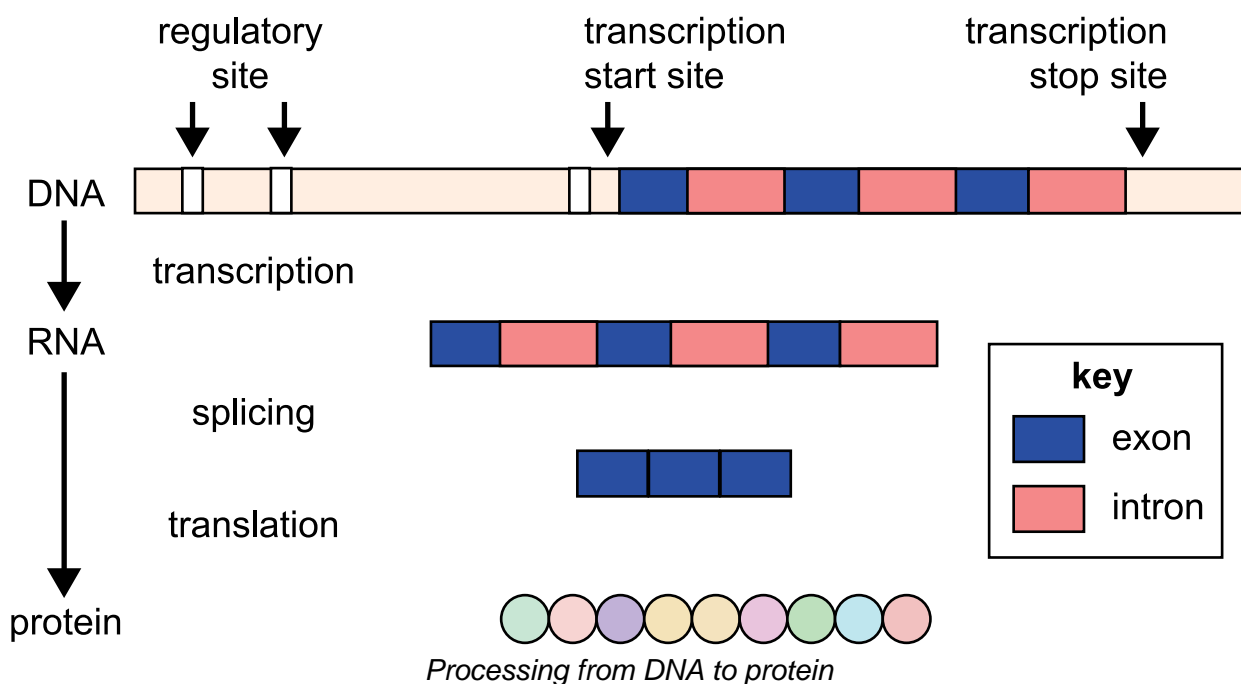 regulatory
site
transcription
start site
transcription
stop site
DNA
transcription
RNA
splicing
translation
protein
key
exon
intron
Processing from DNA to protein